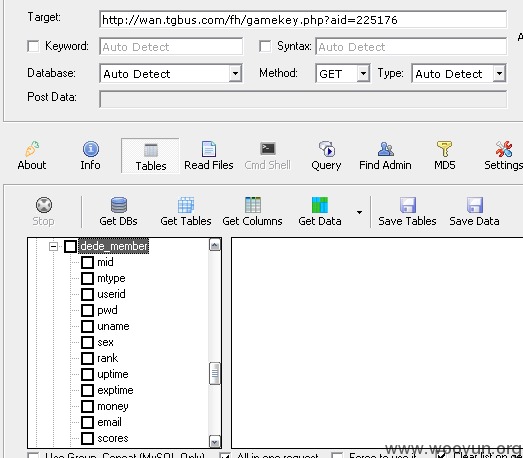 Target: http://wan.tgbus.com/fh/gamekey.php?aid=225176
Keyword: Auto Detect Syntax: Auto Detect A
Database: Auto Detect Method: GET Type: Auto Detect
Post Data:
About Info Tables Read Files Cmd Shell Query Find Admin MD5 Settings
Stop Get DBs Get Tables Get Columns Get Data Save Tables Save Data
dede_member
mid
mtype
userid
pwd
uname
sex
rank
uptime
exptime
money
email
scores
www.wooyun.org
Use Group_Concat (MySQL Only) All in one request Force to use it Clear list on ge